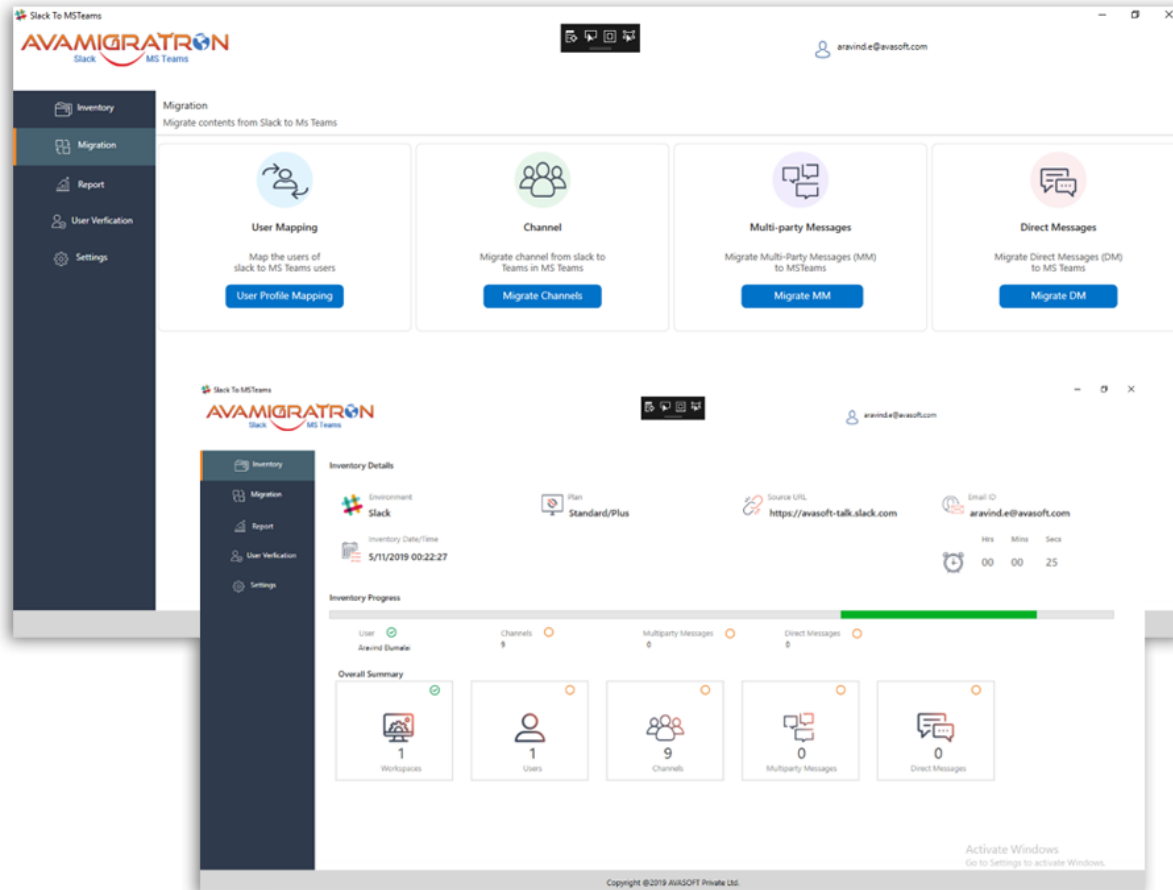 Slack To MSTeams
AVAMIGRATRON
Slack MS Teams
aravind.e@avasoft.com
Inventory
Migration
Report
User Verfication
Settings
Migration
Migrate contents from Slack to Ms Teams
User Mapping
Map the users of
slack to MS Teams users
User Profile Mapping
Channel
Migrate channel from slack to
Teams in MS Teams
Migrate Channels
Multi-party Messages
Migrate Multi-Party Messages (MM)
to MSTeams
Migrate MM
Direct Messages
Migrate Direct Messages (DM)
to MS Teams
Migrate DM
Slack To MSTeams
AVAMIGRATRON
Slack MS Teams
aravind.e@avasoft.com
Inventory
Migration
Report
User Verfication
Settings
Inventory Details
Environment
Slack
Plan
Standard/Plus
Source URL
https://avasoft-talk.slack.com
Email ID
aravind.e@avasoft.com
Inventory Date/Time
5/11/2019 00:22:27
Hrs Mins Secs
00 00 25
Inventory Progress
User
Aravind Elumalai
Channels
9
Multiparty Messages
0
Direct Messages
0
Overall Summary
1
Workspaces
1
Users
9
Channels
0
Multiparty Messages
0
Direct Messages
Activate Windows
Go to Settings to activate Windows.
Copyright @2019 AVASOFT Private Ltd.